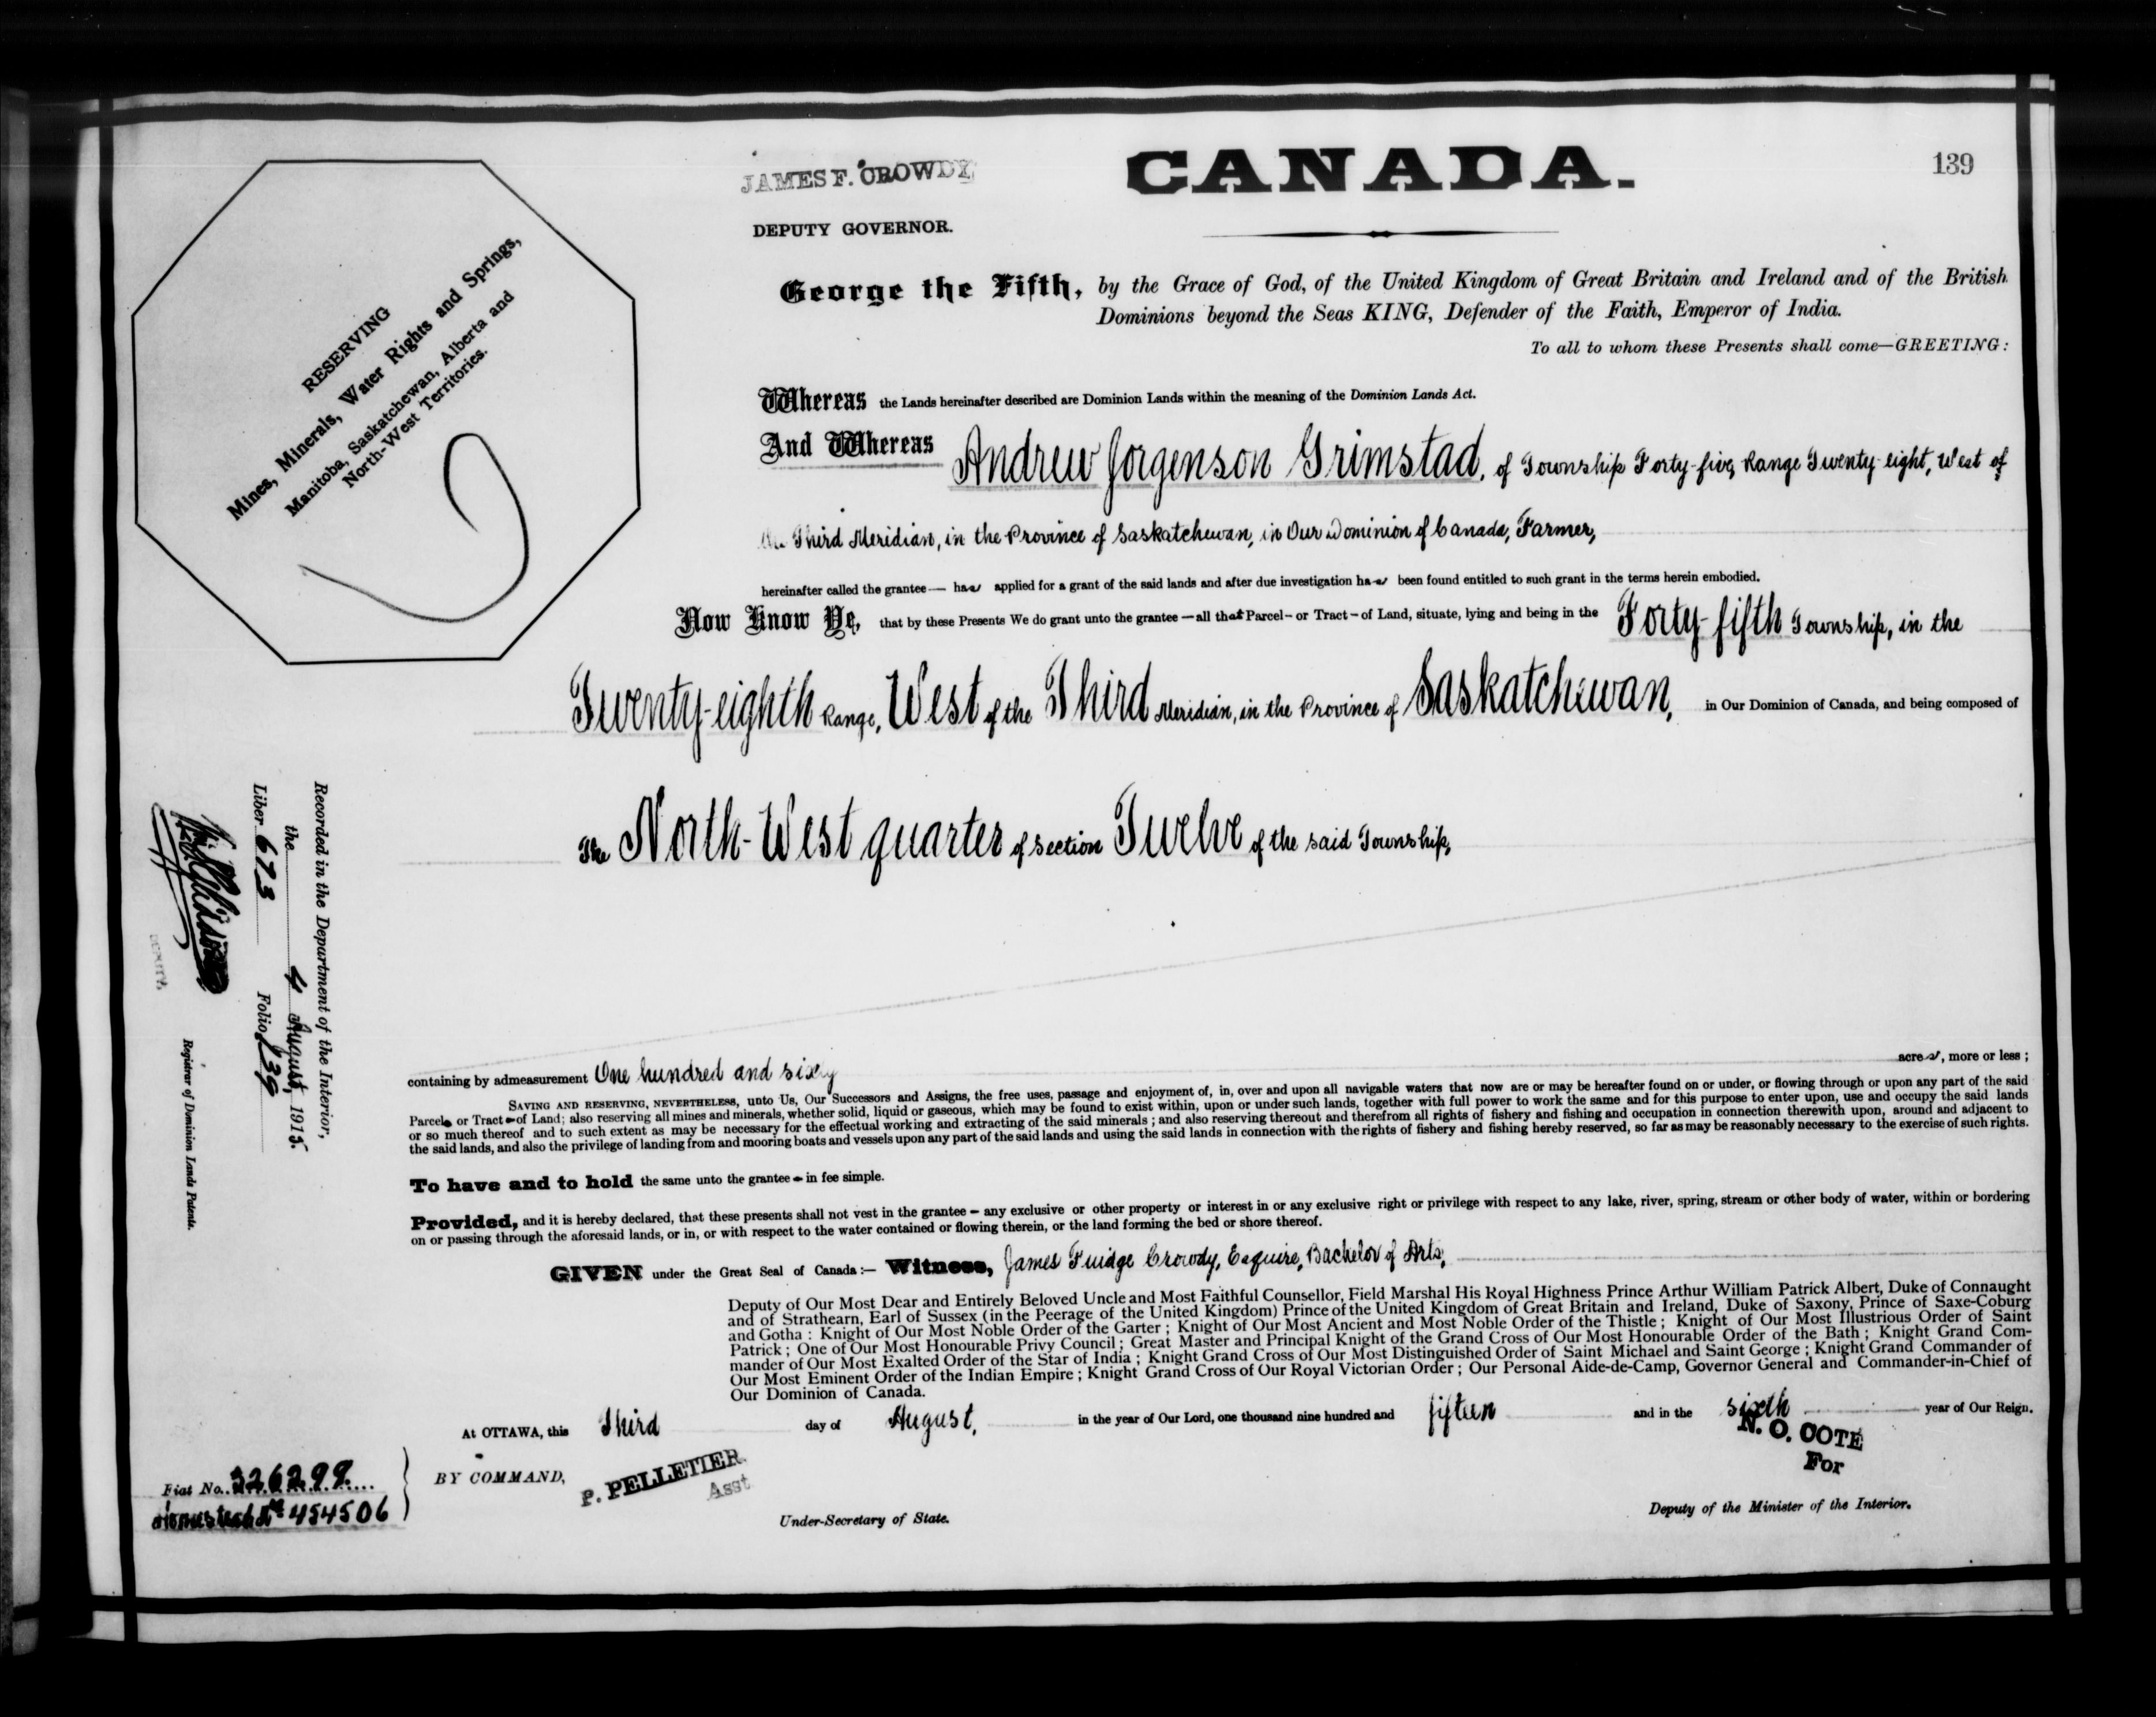 139
JAMES F. CROWDY
DEPUTY GOVERNOR.
CANADA.
RESERVING
Mines, Minerals, Water Rights and Springs,
Manitoba, Saskatchewan, Alberta and
North-West Territories.
George the Fifth, by the Grace of God, of the United Kingdom of Great Britain and Ireland and of the British
Dominions beyond the Seas KING, Defender of the Faith, Emperor of India.
To all to whom these Presents shall come—GREETING:
Whereas the Lands hereinafter described are Dominion Lands within the meaning of the Dominion Lands Act.
And Whereas Andrew Jorgenson Grimstad, of Township Forty-five, Range Twenty-eight, West of
the Third Meridian, in the Province of Saskatchewan, in Our Dominion of Canada, Farmer,
hereinafter called the grantee — has applied for a grant of the said lands and after due investigation has been found entitled to such grant in the terms herein embodied.
Now Know Ye, that by these Presents We do grant unto the grantee — all that Parcel — or Tract — of Land, situate, lying and being in the Forty-fifth Township, in the
Twenty-eighth Range, West of the Third Meridian, in the Province of Saskatchewan, in Our Dominion of Canada, and being composed of
The North-West quarter of Section Twelve of the said Township,
containing by admeasurement One hundred and sixty acres, more or less;
SAVING AND RESERVING, NEVERTHELESS, unto Us, Our Successors and Assigns, the free uses, passage and enjoyment of, in, over and upon all navigable waters that now are or may be hereafter found on or under, or flowing through or upon any part of the said
Parcel — or Tract — of Land; also reserving all mines and minerals, whether solid, liquid or gaseous, which may be found to exist within, upon or under such lands, together with full power to work the same and for this purpose to enter upon, use and occupy the said lands
or so much thereof and to such extent as may be necessary for the effectual working and extracting of the said minerals; and also reserving thereout and therefrom all rights of fishery and fishing and occupation in connection therewith upon, around and adjacent to
the said lands, and also the privilege of landing from and mooring boats and vessels upon any part of the said lands and using the said lands in connection with the rights of fishery and fishing hereby reserved, so far as may be reasonably necessary to the exercise of such rights.
To have and to hold the same unto the grantee — in fee simple.
Provided, and it is hereby declared, that these presents shall not vest in the grantee — any exclusive or other property or interest in or any exclusive right or privilege with respect to any lake, river, spring, stream or other body of water, within or bordering
on or passing through the aforesaid lands, or in, or with respect to the water contained or flowing therein, or the land forming the bed or shore thereof.
GIVEN under the Great Seal of Canada:— Witness, James Fuidge Crowdy, Esquire, Bachelor of Arts,
Deputy of Our Most Dear and Entirely Beloved Uncle and Most Faithful Counsellor, Field Marshal His Royal Highness Prince Arthur William Patrick Albert, Duke of Connaught
and of Strathearn, Earl of Sussex (in the Peerage of the United Kingdom) Prince of the United Kingdom of Great Britain and Ireland, Duke of Saxony, Prince of Saxe-Coburg
and Gotha: Knight of Our Most Noble Order of the Garter; Knight of Our Most Ancient and Most Noble Order of the Thistle; Knight of Our Most Illustrious Order of Saint
Patrick; One of Our Most Honourable Privy Council; Great Master and Principal Knight of the Grand Cross of Our Most Honourable Order of the Bath; Knight Grand Com-
mander of Our Most Exalted Order of the Star of India; Knight Grand Cross of Our Most Distinguished Order of Saint Michael and Saint George; Knight Grand Commander of
Our Most Eminent Order of the Indian Empire; Knight Grand Cross of Our Royal Victorian Order; Our Personal Aide-de-Camp, Governor General and Commander-in-Chief of
Our Dominion of Canada.
At OTTAWA, this Third day of August, in the year of Our Lord, one thousand nine hundred and fifteen and in the sixth year of Our Reign.
BY COMMAND,
P. PELLETIER
Asst
Under-Secretary of State.
N. O. COTE
For
Deputy of the Minister of the Interior.
Fiat No. 326299
454506
Recorded in the Department of the Interior,
the 4 August, 1915.
Liber 673 Folio 139
DEPUTY
Registrar of Dominion Lands Patents.